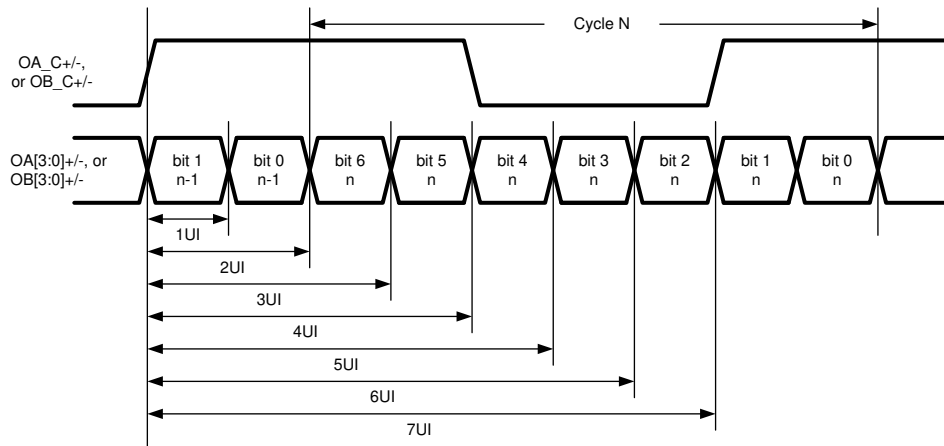 Cycle N
OA_C+/-,
or OB_C+/-
OA[3:0]+/-, or
OB[3:0]+/-
bit 1
n-1
bit 0
n-1
bit 6
n
bit 5
n
bit 4
n
bit 3
n
bit 2
n
bit 1
n
bit 0
n
1UI
2UI
3UI
4UI
5UI
6UI
7UI